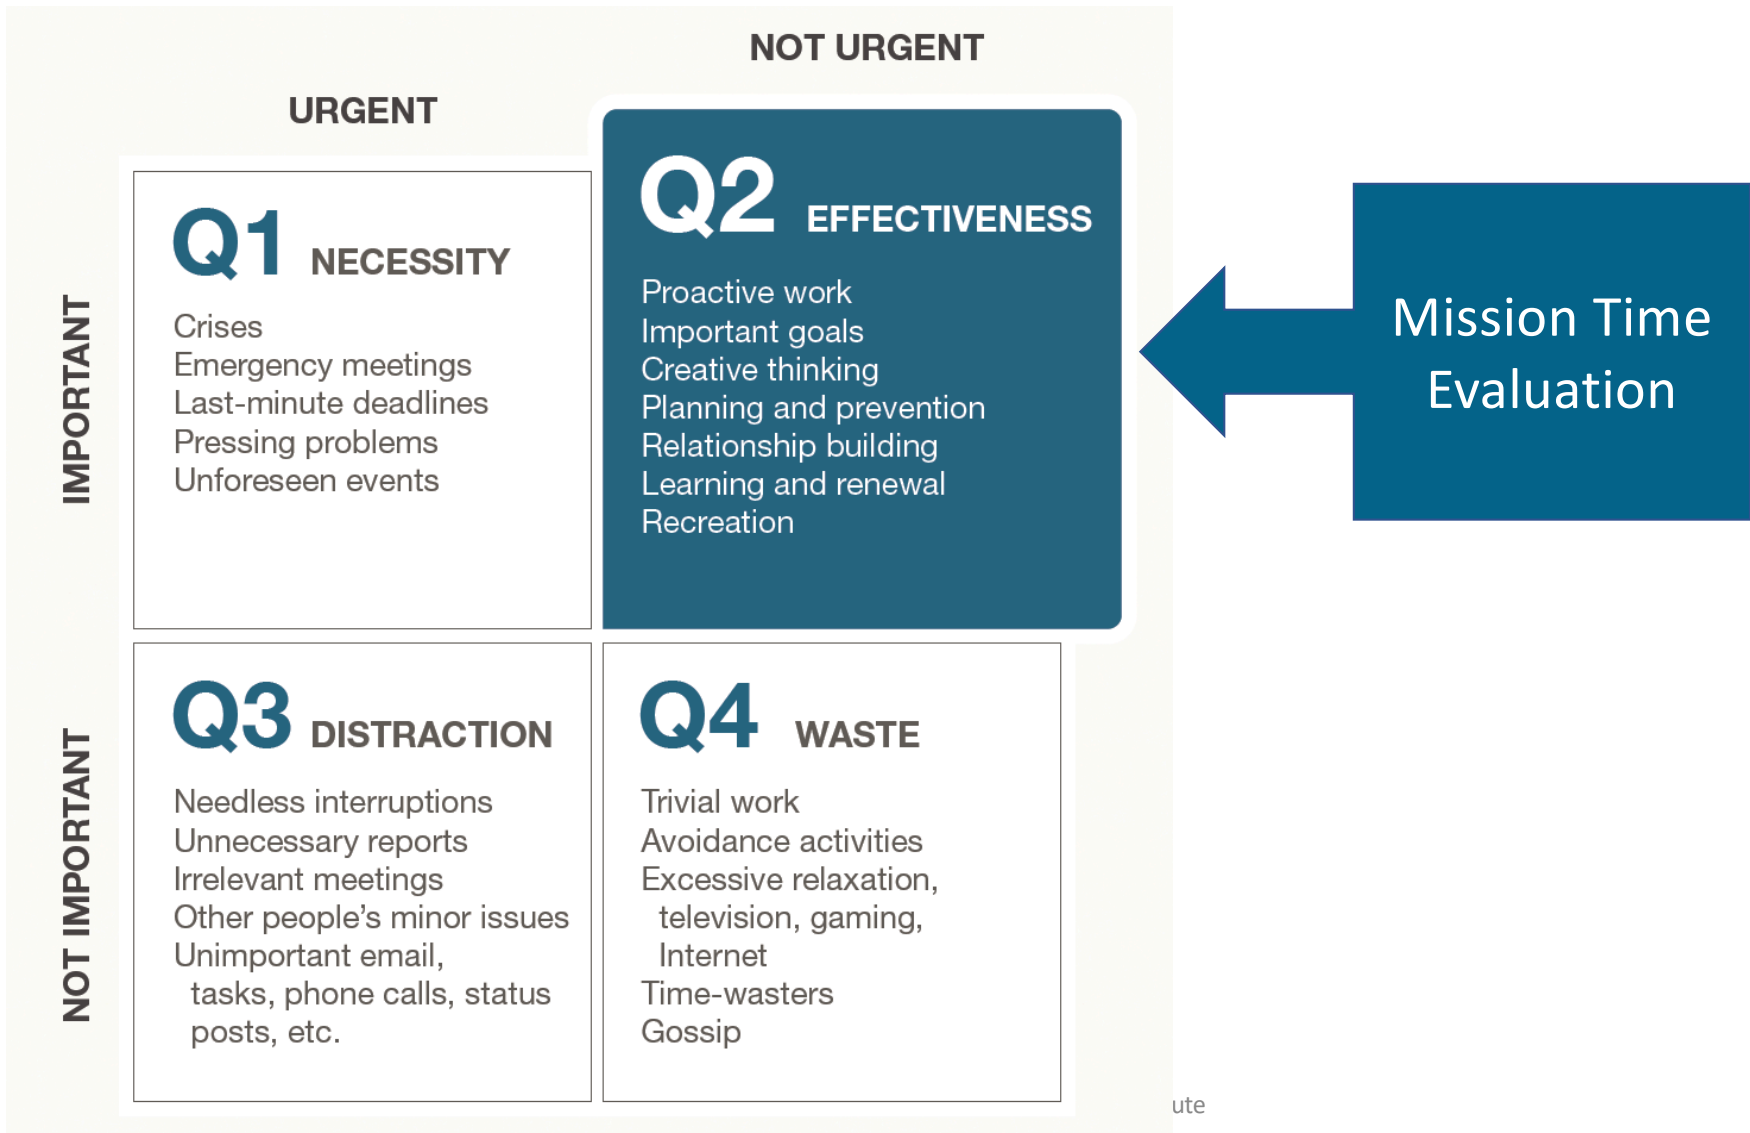 NOT URGENT
URGENT
IMPORTANT
Q1 NECESSITY
Crises
Emergency meetings
Last-minute deadlines
Pressing problems
Unforeseen events
Q2 EFFECTIVENESS
Proactive work
Important goals
Creative thinking
Planning and prevention
Relationship building
Learning and renewal
Recreation
Mission Time
Evaluation
NOT IMPORTANT
Q3 DISTRACTION
Needless interruptions
Unnecessary reports
Irrelevant meetings
Other people’s minor issues
Unimportant email,
tasks, phone calls, status
posts, etc.
Q4 WASTE
Trivial work
Avoidance activities
Excessive relaxation,
television, gaming,
Internet
Time-wasters
Gossip
ute